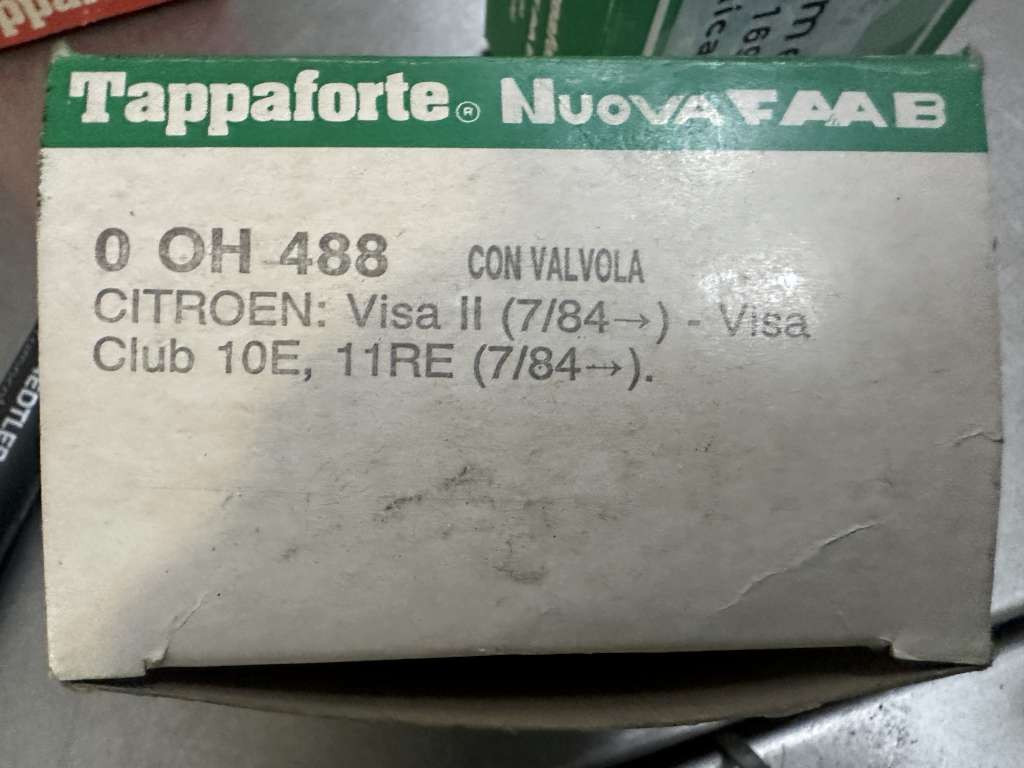 Tappaforte® NUOVA FAAB
0 OH 488 CON VALVOLA
CITROEN: Visa II (7/84→) - Visa
Club 10E, 11RE (7/84→).